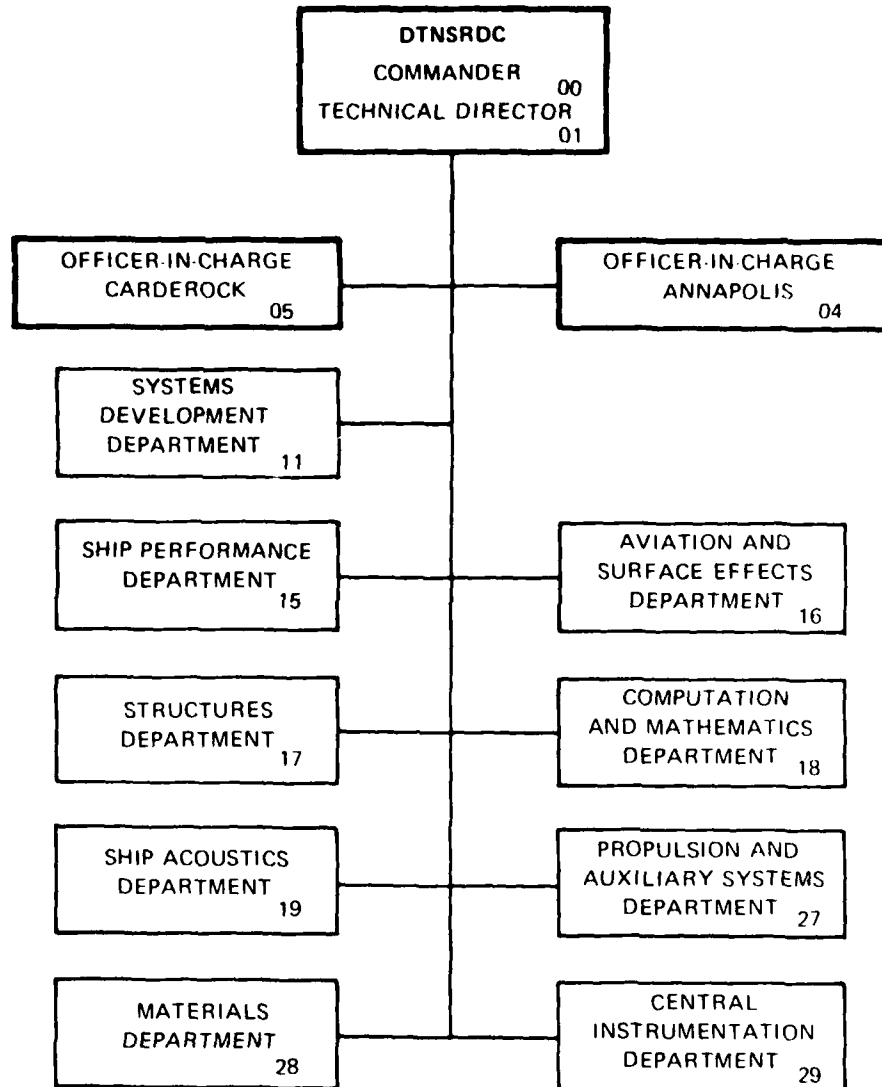 DTNSRDC
COMMANDER
00
TECHNICAL DIRECTOR
01
OFFICER-IN-CHARGE
CARDEROCK
05
OFFICER-IN-CHARGE
ANNAPOLIS
04
SYSTEMS
DEVELOPMENT
DEPARTMENT
11
SHIP PERFORMANCE
DEPARTMENT
15
AVIATION AND
SURFACE EFFECTS
DEPARTMENT
16
STRUCTURES
DEPARTMENT
17
COMPUTATION
AND MATHEMATICS
DEPARTMENT
18
SHIP ACOUSTICS
DEPARTMENT
19
PROPULSION AND
AUXILIARY SYSTEMS
DEPARTMENT
27
MATERIALS
DEPARTMENT
28
CENTRAL
INSTRUMENTATION
DEPARTMENT
29